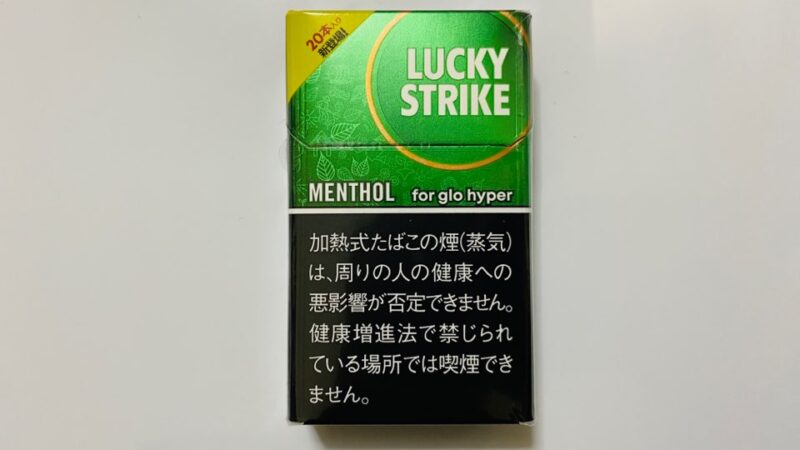 20本入り
新登場!
LUCKY
STRIKE
MENTHOL for glo hyper
加熱式たばこの煙(蒸気)
は、周りの人の健康への
悪影響が否定できません。
健康増進法で禁じられ
ている場所では喫煙でき
ません。